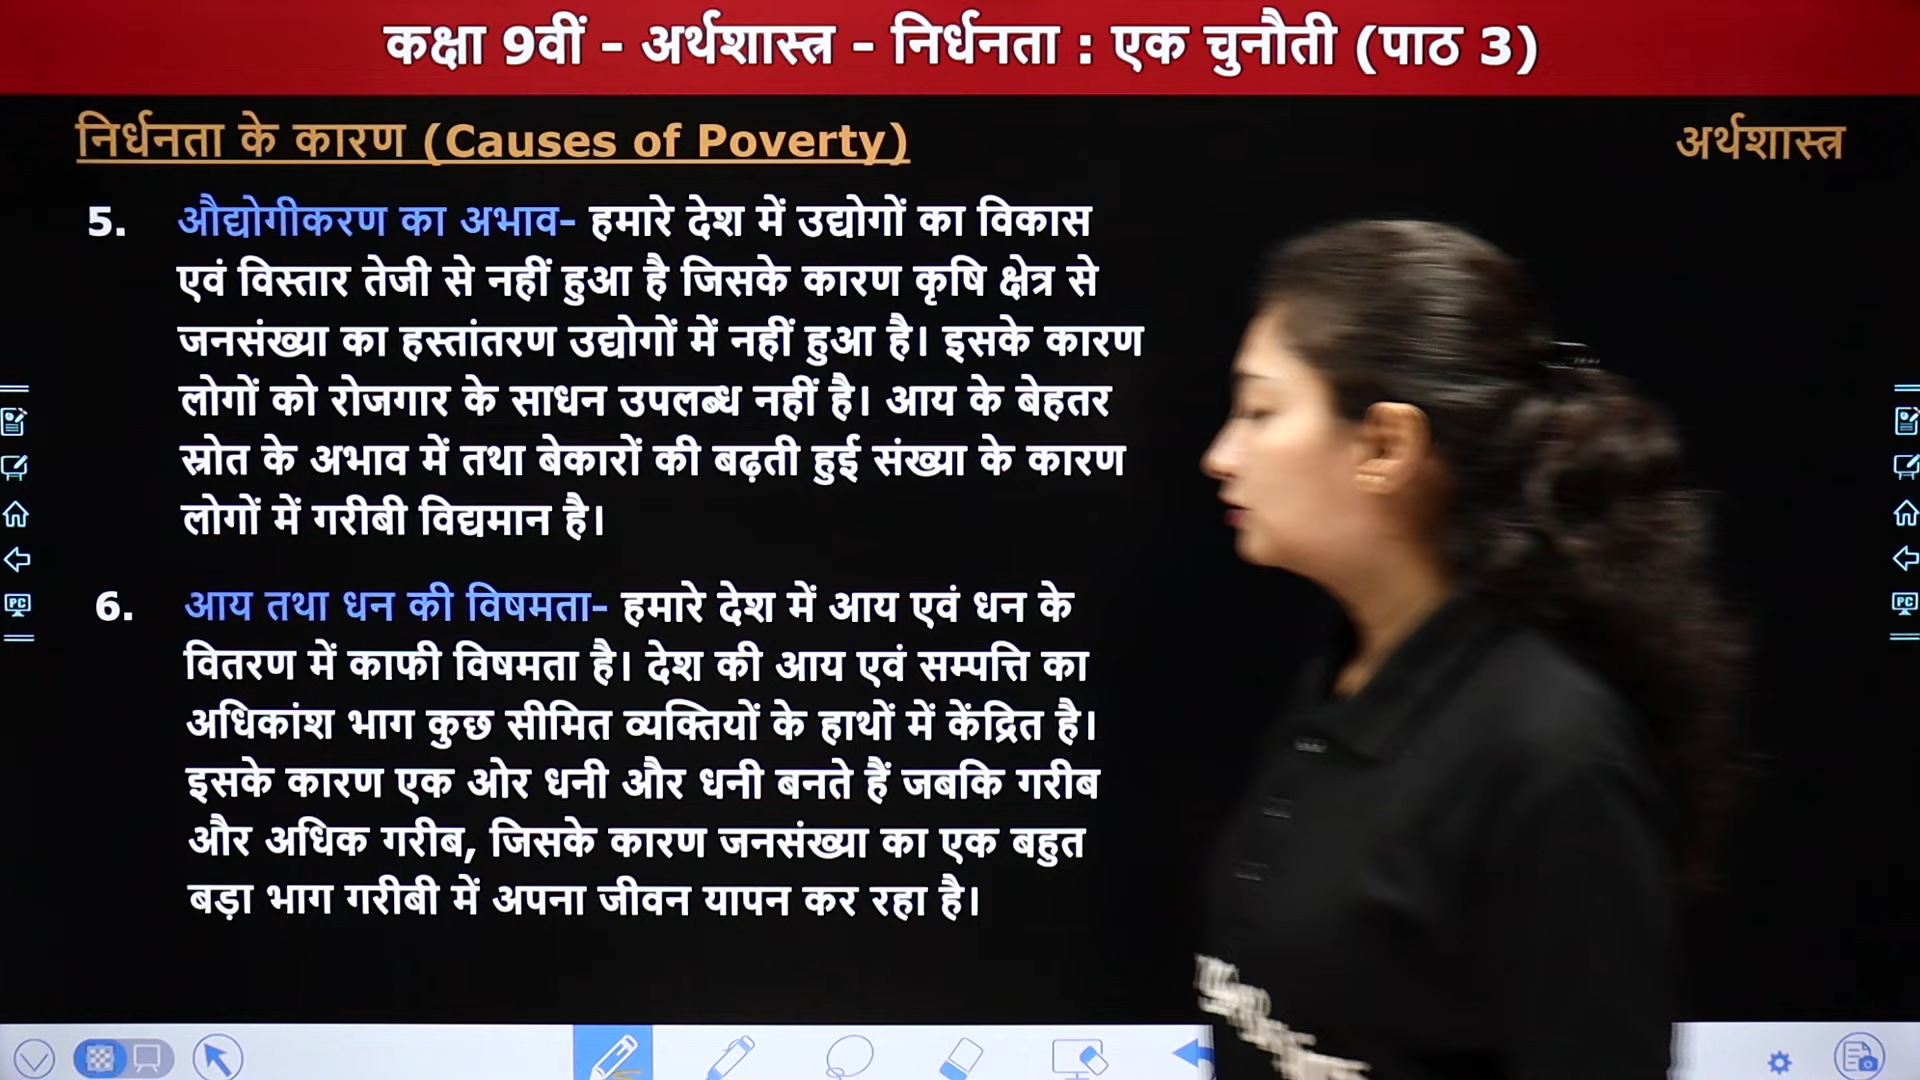 कक्षा 9वीं - अर्थशास्त्र - निर्धनता : एक चुनौती (पाठ 3)
निर्धनता के कारण (Causes of Poverty)
अर्थशास्त्र
5. औद्योगीकरण का अभाव- हमारे देश में उद्योगों का विकास
एवं विस्तार तेजी से नहीं हुआ है जिसके कारण कृषि क्षेत्र से
जनसंख्या का हस्तांतरण उद्योगों में नहीं हुआ है। इसके कारण
लोगों को रोजगार के साधन उपलब्ध नहीं है। आय के बेहतर
स्रोत के अभाव में तथा बेकारों की बढ़ती हुई संख्या के कारण
लोगों में गरीबी विद्यमान है।
6. आय तथा धन की विषमता- हमारे देश में आय एवं धन के
वितरण में काफी विषमता है। देश की आय एवं सम्पत्ति का
अधिकांश भाग कुछ सीमित व्यक्तियों के हाथों में केंद्रित है।
इसके कारण एक ओर धनी और धनी बनते हैं जबकि गरीब
और अधिक गरीब, जिसके कारण जनसंख्या का एक बहुत
बड़ा भाग गरीबी में अपना जीवन यापन कर रहा है।
PC
PC